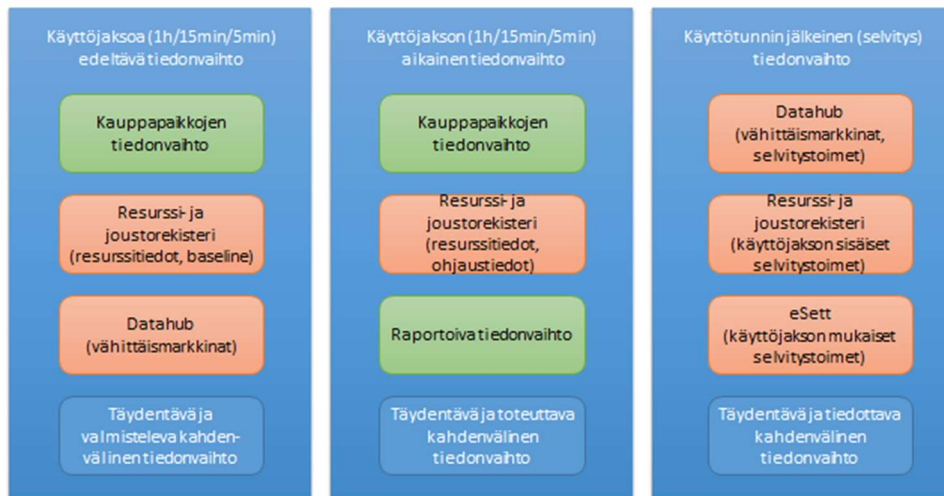 Käyttöjaksoa (1h/15min/5min)
edeltävä tiedonvaihto
Kauppapaikkojen
tiedonvaihto
Resurssi- ja
joustorekisteri
(resurssitiedot, baseline)
Datahub
(vähittäismarkkinat)
Täydentävä ja
valmisteleva kahden-
välinen tiedonvaihto
Käyttöjakson (1h/15min/5min)
aikainen tiedonvaihto
Kauppapaikkojen
tiedonvaihto
Resurssi- ja
joustorekisteri
(resurssitiedot,
ohjaustiedot)
Raportoiva tiedonvaihto
Täydentävä ja toteuttava
kahdenvälinen
tiedonvaihto
Käyttötunnin jälkeinen (selvitys)
tiedonvaihto
Datahub
(vähittäismarkkinat,
selvitystoimet)
Resurssi- ja
joustorekisteri
(käyttöjakson sisäiset
selvitystoimet)
eSett
(käyttöjakson mukaiset
selvitystoimet)
Täydentävä ja tiedottava
kahdenvälinen
tiedonvaihto